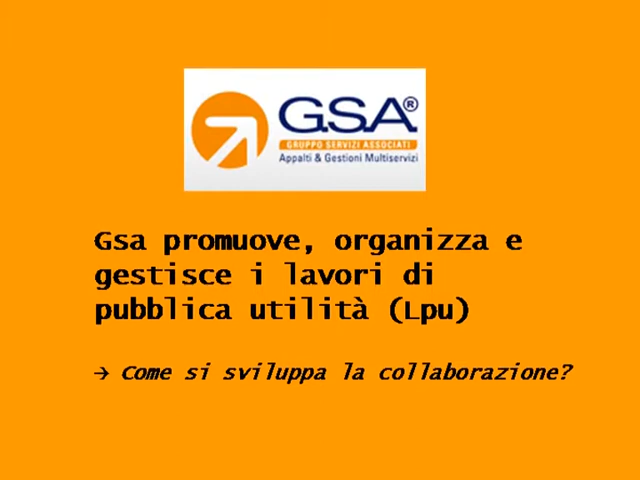 GSA®
GRUPPO SERVIZI ASSOCIATI
Appalti & Gestioni Multiservizi
Gsa promuove, organizza e
gestisce i lavori di
pubblica utilità (Lpu)
→ Come si sviluppa la collaborazione?